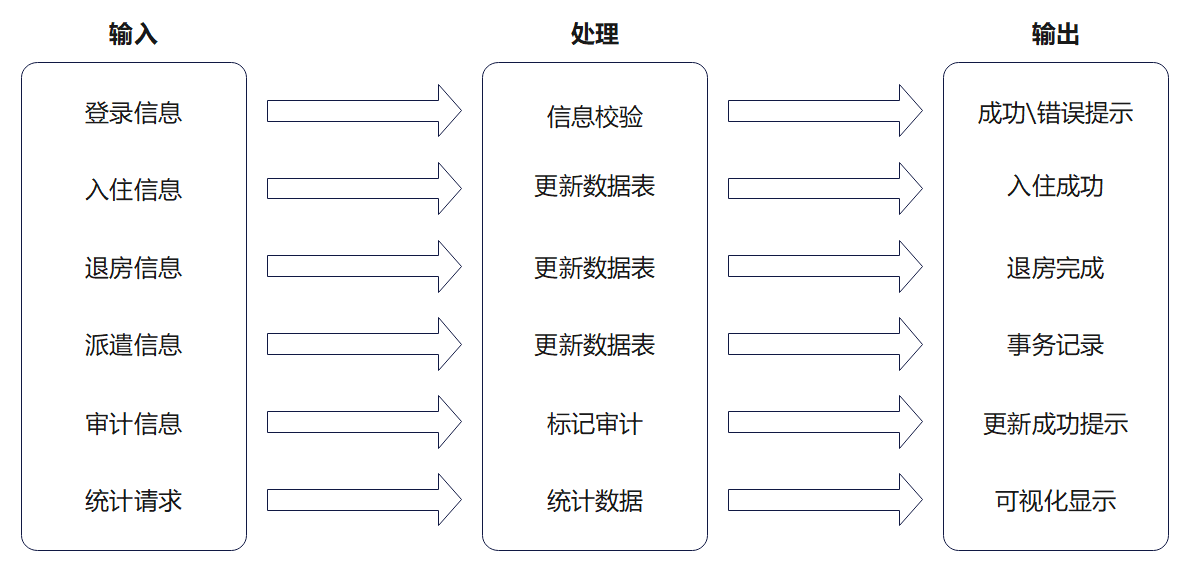 输入 处理 输出
登录信息 信息校验 成功\错误提示
入住信息 更新数据表 入住成功
退房信息 更新数据表 退房完成
派遣信息 更新数据表 事务记录
审计信息 标记审计 更新成功提示
统计请求 统计数据 可视化显示